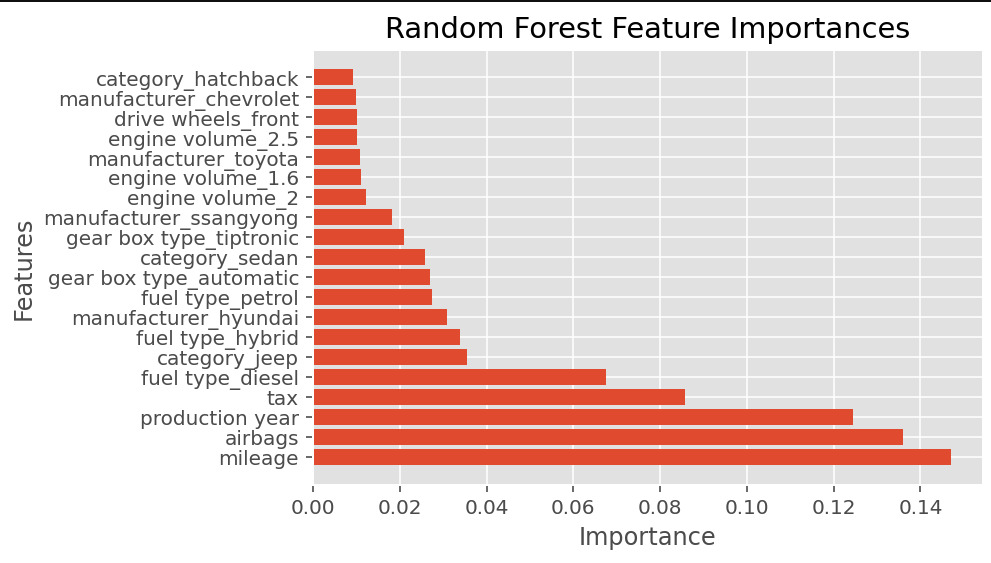 Random Forest Feature Importances
category_hatchback
manufacturer_chevrolet
drive wheels_front
engine volume_2.5
manufacturer_toyota
engine volume_1.6
engine volume_2
manufacturer_ssangyong
gear box type_tiptronic
category_sedan
gear box type_automatic
fuel type_petrol
manufacturer_hyundai
fuel type_hybrid
category_jeep
fuel type_diesel
tax
production year
airbags
mileage
Features
0.00 0.02 0.04 0.06 0.08 0.10 0.12 0.14
Importance